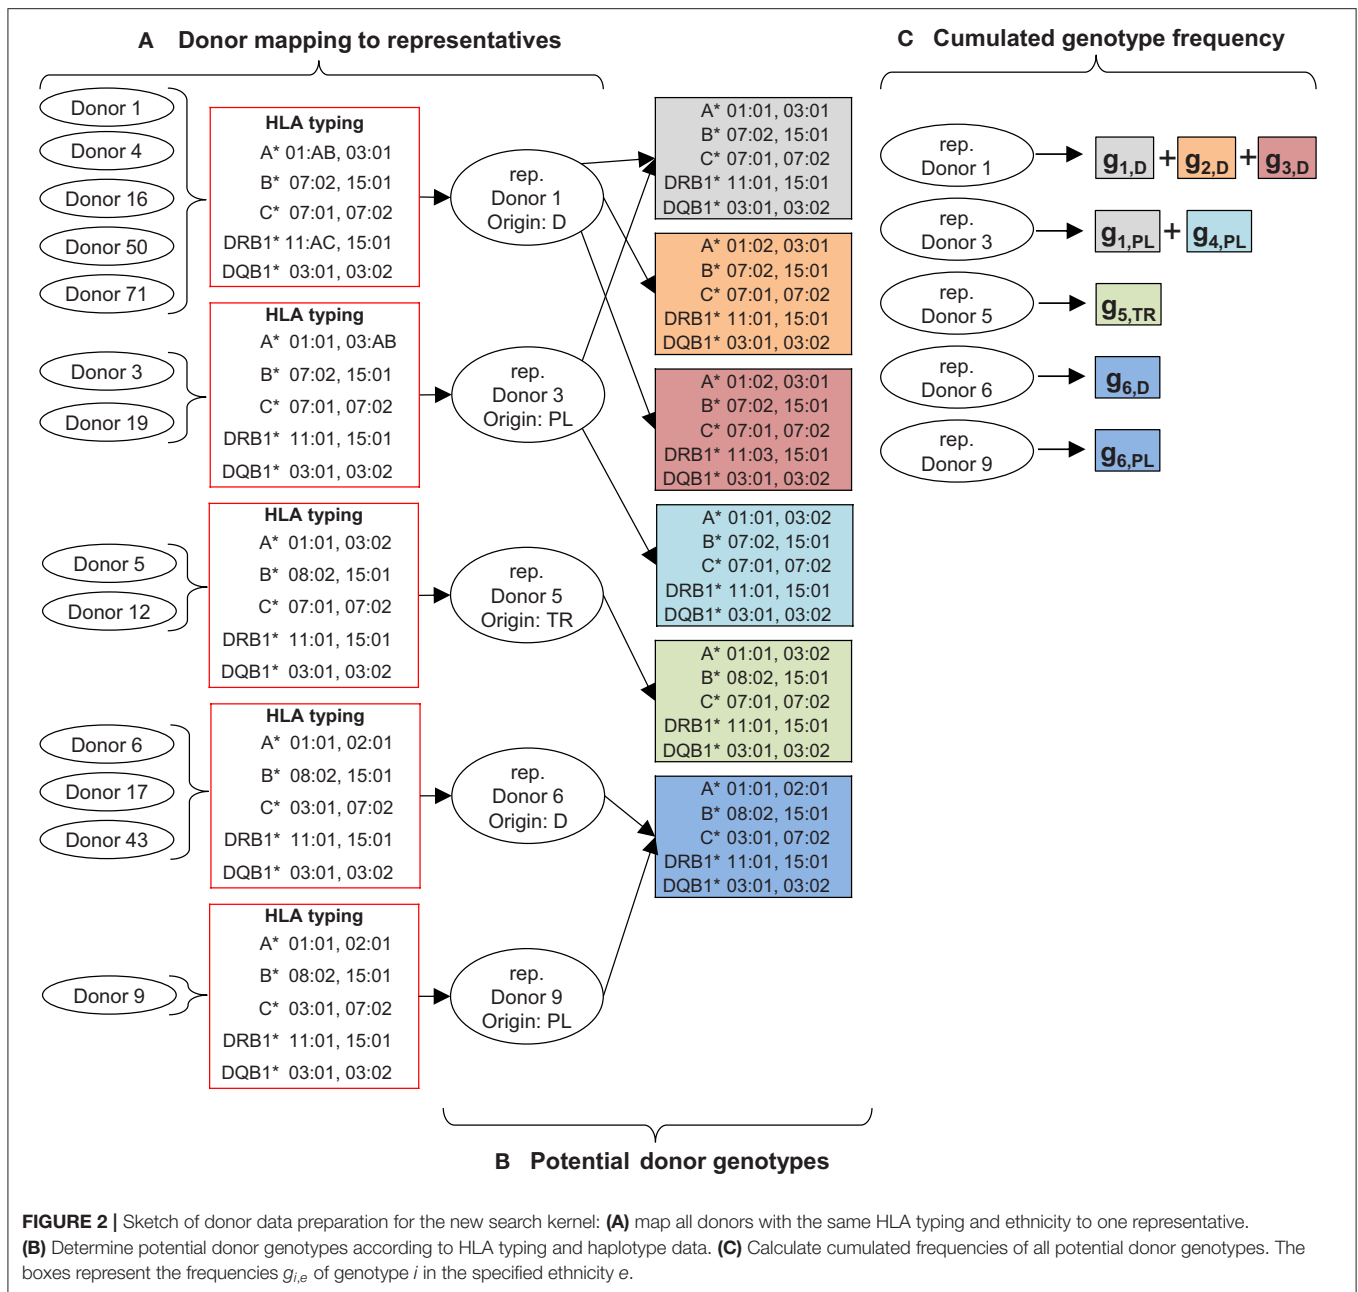 A Donor mapping to representatives
Donor 1
Donor 4
Donor 16
Donor 50
Donor 71
HLA typing
A* 01:AB, 03:01
B* 07:02, 15:01
C* 07:01, 07:02
DRB1* 11:AC, 15:01
DQB1* 03:01, 03:02
rep.
Donor 1
Origin: D
Donor 3
Donor 19
HLA typing
A* 01:01, 03:AB
B* 07:02, 15:01
C* 07:01, 07:02
DRB1* 11:01, 15:01
DQB1* 03:01, 03:02
rep.
Donor 3
Origin: PL
Donor 5
Donor 12
HLA typing
A* 01:01, 03:02
B* 08:02, 15:01
C* 07:01, 07:02
DRB1* 11:01, 15:01
DQB1* 03:01, 03:02
rep.
Donor 5
Origin: TR
Donor 6
Donor 17
Donor 43
HLA typing
A* 01:01, 02:01
B* 08:02, 15:01
C* 03:01, 07:02
DRB1* 11:01, 15:01
DQB1* 03:01, 03:02
rep.
Donor 6
Origin: D
Donor 9
HLA typing
A* 01:01, 02:01
B* 08:02, 15:01
C* 03:01, 07:02
DRB1* 11:01, 15:01
DQB1* 03:01, 03:02
rep.
Donor 9
Origin: PL
A* 01:01, 03:01
B* 07:02, 15:01
C* 07:01, 07:02
DRB1* 11:01, 15:01
DQB1* 03:01, 03:02
A* 01:02, 03:01
B* 07:02, 15:01
C* 07:01, 07:02
DRB1* 11:01, 15:01
DQB1* 03:01, 03:02
A* 01:02, 03:01
B* 07:02, 15:01
C* 07:01, 07:02
DRB1* 11:03, 15:01
DQB1* 03:01, 03:02
A* 01:01, 03:02
B* 07:02, 15:01
C* 07:01, 07:02
DRB1* 11:01, 15:01
DQB1* 03:01, 03:02
A* 01:01, 03:02
B* 08:02, 15:01
C* 07:01, 07:02
DRB1* 11:01, 15:01
DQB1* 03:01, 03:02
A* 01:01, 02:01
B* 08:02, 15:01
C* 03:01, 07:02
DRB1* 11:01, 15:01
DQB1* 03:01, 03:02
B Potential donor genotypes
C Cumulated genotype frequency
rep.
Donor 1
g1,D + g2,D + g3,D
rep.
Donor 3
g1,PL + g4,PL
rep.
Donor 5
g5,TR
rep.
Donor 6
g6,D
rep.
Donor 9
g6,PL
FIGURE 2 | Sketch of donor data preparation for the new search kernel: (A) map all donors with the same HLA typing and ethnicity to one representative.
(B) Determine potential donor genotypes according to HLA typing and haplotype data. (C) Calculate cumulated frequencies of all potential donor genotypes. The
boxes represent the frequencies gi,e of genotype i in the specified ethnicity e.